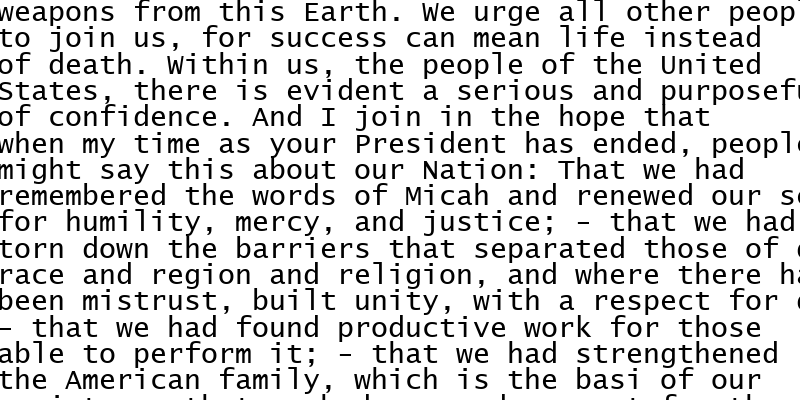 weapons from this Earth. We urge all other
to join us, for success can mean life instead
of death. Within us, the people of the United
States, there is evident a serious and
of confidence. And I join in the hope that
when my time as your President has ended,
might say this about our Nation: That we had
remembered the words of Micah and renewed our
for humility, mercy, and justice; – that we had
torn down the barriers that separated those of
race and region and religion, and where there
been mistrust, built unity, with a respect for
– that we had found productive work for those
able to perform it; – that we had strengthened
the American family, which is the basi of our